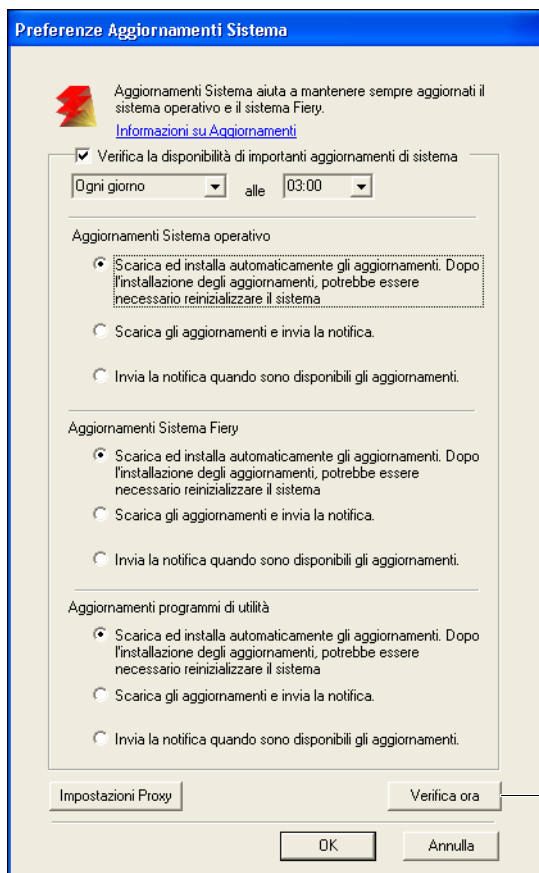 Preferenze Aggiornamenti Sistema
Aggiornamenti Sistema aiuta a mantenere sempre aggiornati il
sistema operativo e il sistema Fiery.
Informazioni su Aggiornamenti
Verifica la disponibilità di importanti aggiornamenti di sistema
Ogni giorno alle 03:00
Aggiornamenti Sistema operativo
Scarica ed installa automaticamente gli aggiornamenti. Dopo
l'installazione degli aggiornamenti, potrebbe essere
necessario reinizializzare il sistema
Scarica gli aggiornamenti e invia la notifica.
Invia la notifica quando sono disponibili gli aggiornamenti.
Aggiornamenti Sistema Fiery
Scarica ed installa automaticamente gli aggiornamenti. Dopo
l'installazione degli aggiornamenti, potrebbe essere
necessario reinizializzare il sistema
Scarica gli aggiornamenti e invia la notifica.
Invia la notifica quando sono disponibili gli aggiornamenti.
Aggiornamenti programmi di utilità
Scarica ed installa automaticamente gli aggiornamenti. Dopo
l'installazione degli aggiornamenti, potrebbe essere
necessario reinizializzare il sistema
Scarica gli aggiornamenti e invia la notifica.
Invia la notifica quando sono disponibili gli aggiornamenti.
Impostazioni Proxy Verifica ora
OK Annulla